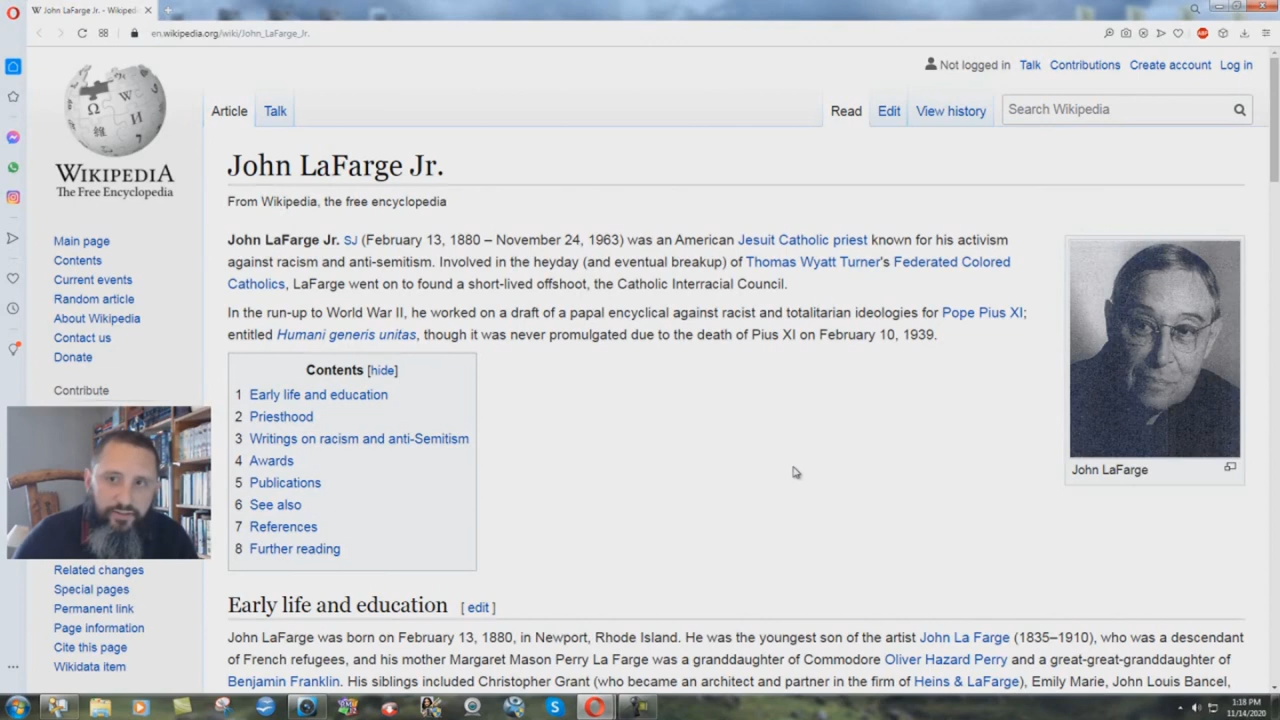 John LaFarge Jr. - Wikiped
en.wikipedia.org/wiki/John_LaFarge_Jr.
ABP
Not logged in Talk Contributions Create account Log in
Article Talk Read Edit View history Search Wikipedia
WIKIPEDIA
The Free Encyclopedia
Main page
Contents
Current events
Random article
About Wikipedia
Contact us
Donate
Contribute
Related changes
Special pages
Permanent link
Page information
Cite this page
Wikidata item
John LaFarge Jr.
From Wikipedia, the free encyclopedia
John LaFarge Jr. SJ (February 13, 1880 – November 24, 1963) was an American Jesuit Catholic priest known for his activism
against racism and anti-semitism. Involved in the heyday (and eventual breakup) of Thomas Wyatt Turner's Federated Colored
Catholics, LaFarge went on to found a short-lived offshoot, the Catholic Interracial Council.
In the run-up to World War II, he worked on a draft of a papal encyclical against racist and totalitarian ideologies for Pope Pius XI;
entitled Humani generis unitas, though it was never promulgated due to the death of Pius XI on February 10, 1939.
John LaFarge
Contents [hide]
1 Early life and education
2 Priesthood
3 Writings on racism and anti-Semitism
4 Awards
5 Publications
6 See also
7 References
8 Further reading
Early life and education [ edit ]
John LaFarge was born on February 13, 1880, in Newport, Rhode Island. He was the youngest son of the artist John La Farge (1835–1910), who was a descendant
of French refugees, and his mother Margaret Mason Perry La Farge was a granddaughter of Commodore Oliver Hazard Perry and a great-great-granddaughter of
Benjamin Franklin. His siblings included Christopher Grant (who became an architect and partner in the firm of Heins & LaFarge), Emily Marie, John Louis Bancel,
1:18 PM
11/14/2020